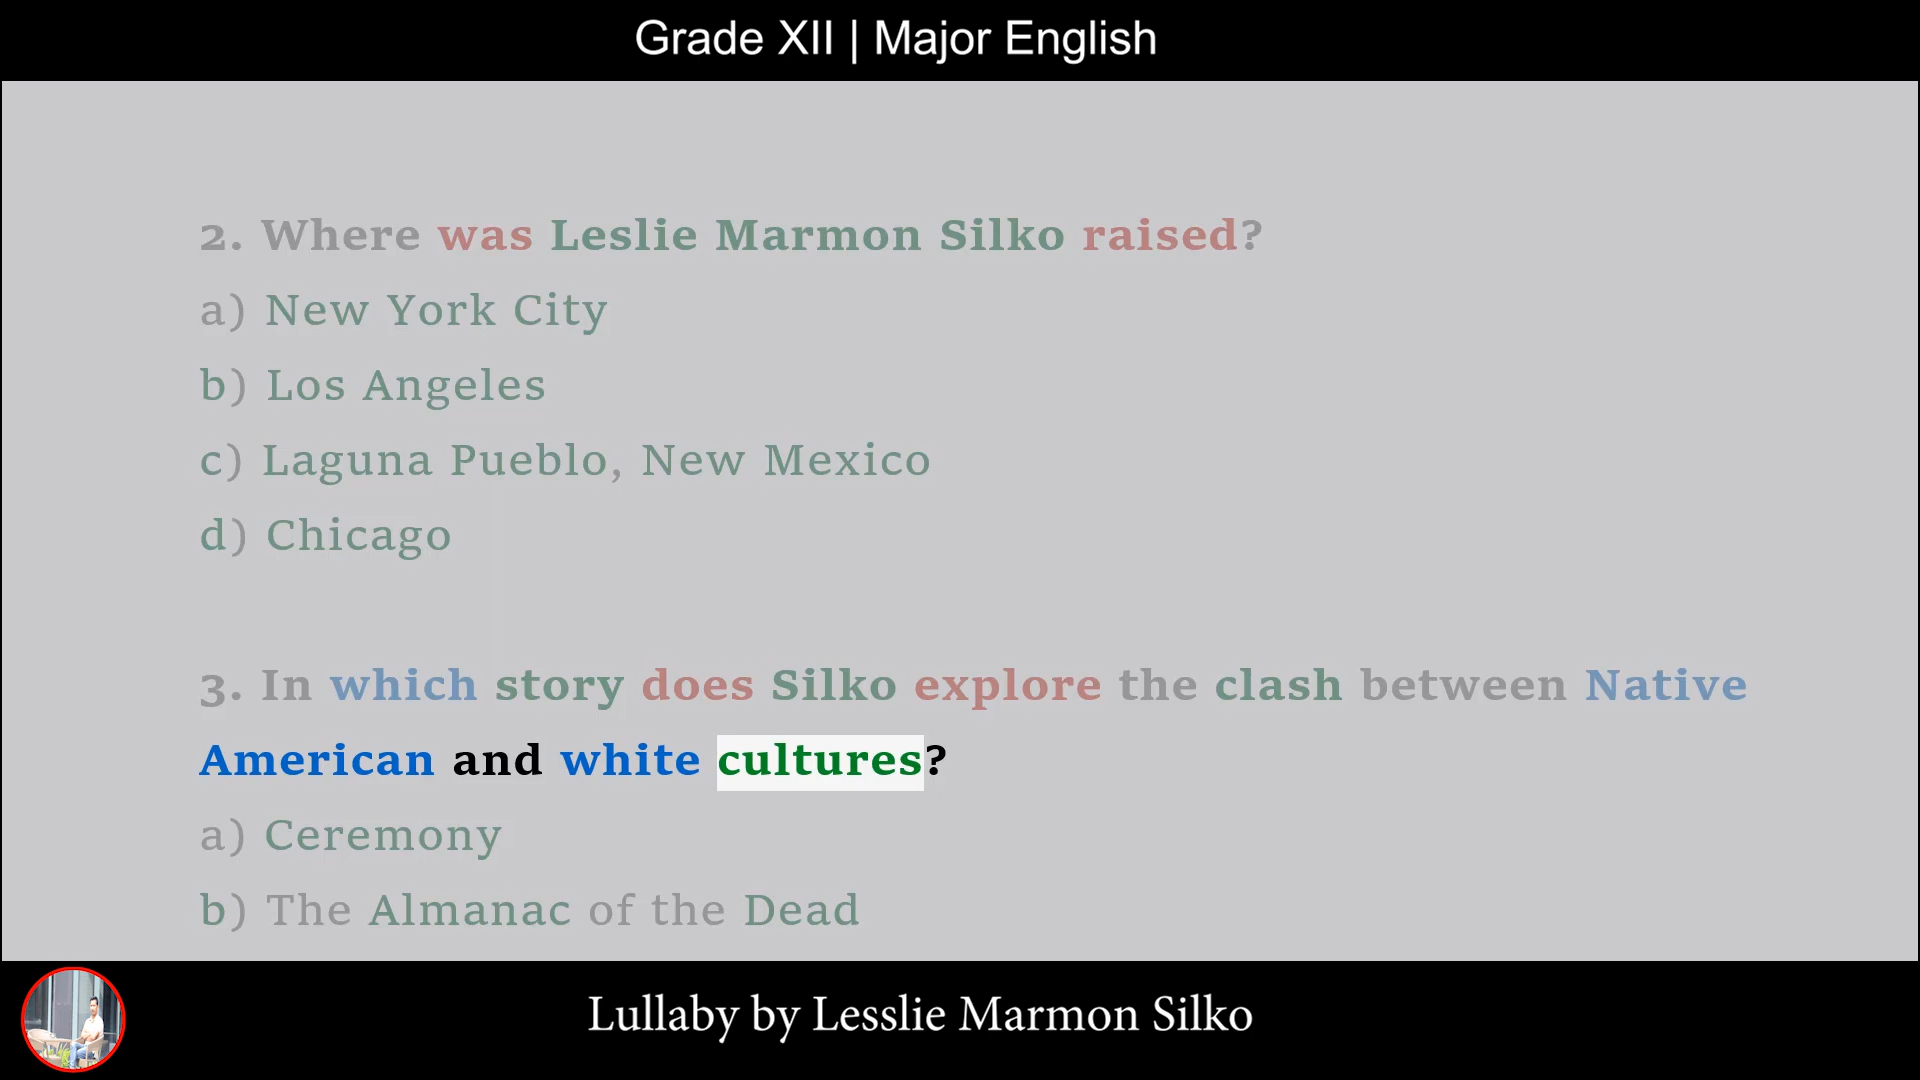 Grade XII | Major English
2. Where was Leslie Marmon Silko raised?
a) New York City
b) Los Angeles
c) Laguna Pueblo, New Mexico
d) Chicago
3. In which story does Silko explore the clash between Native
American and white cultures?
a) Ceremony
b) The Almanac of the Dead
Lullaby by Lesslie Marmon Silko